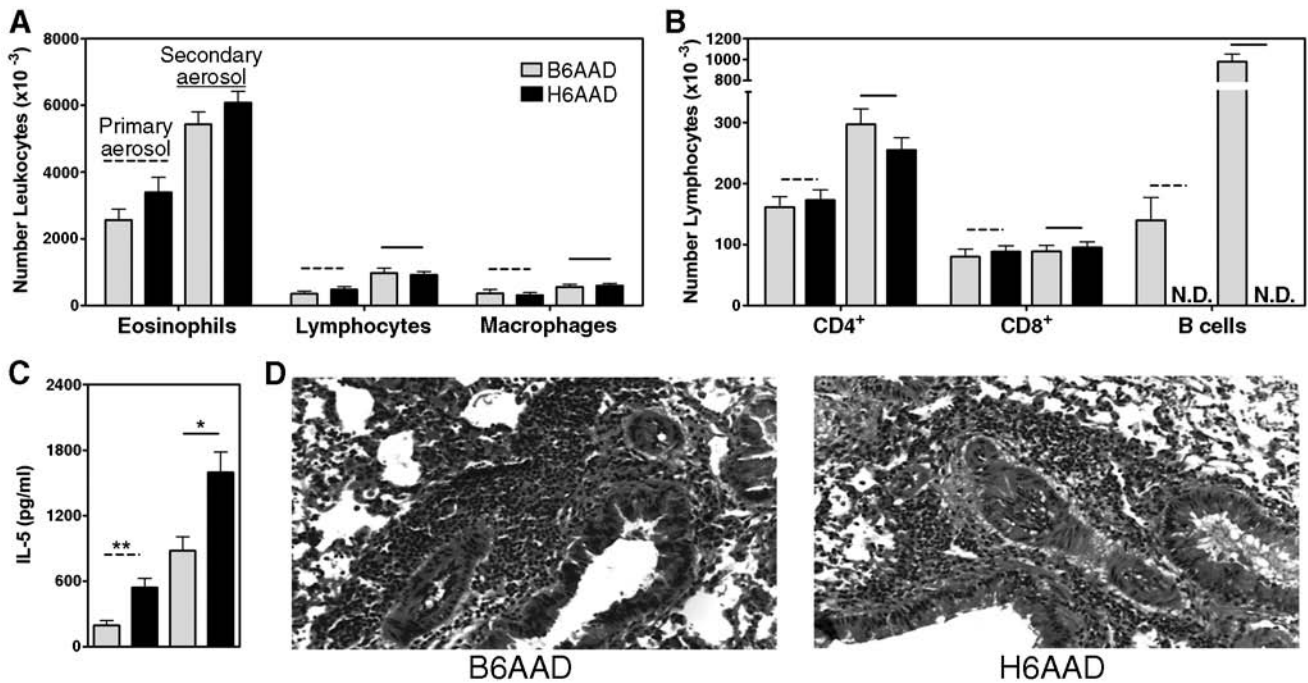 A
Number Leukocytes (x10 -3)
8000
6000
4000
2000
0
Primary
aerosol
Secondary
aerosol
B6AAD
H6AAD
Eosinophils
Lymphocytes
Macrophages
B
Number Lymphocytes (x10 -3)
1200
1000
800
300
200
100
0
N.D.
N.D.
CD4+
CD8+
B cells
C
IL-5 (pg/ml)
2400
1800
1200
600
0
**
*
D
B6AAD
H6AAD